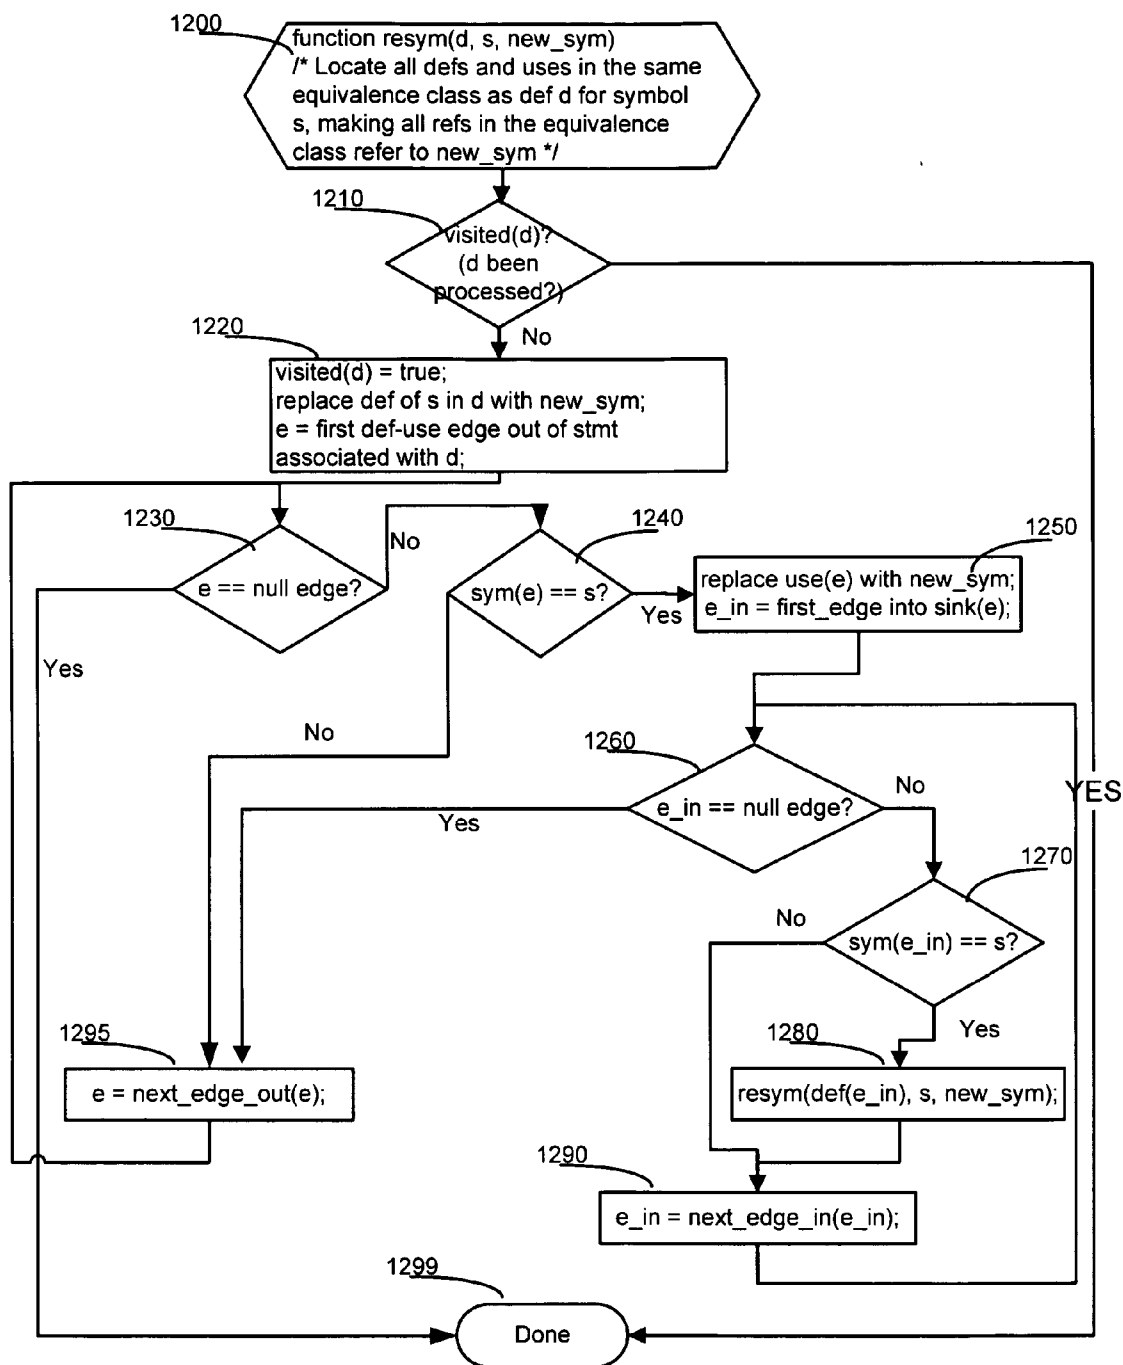 1200
function resym(d, s, new_sym)
/* Locate all defs and uses in the same
equivalence class as def d for symbol
s, making all refs in the equivalence
class refer to new_sym */
1210
visited(d)?
(d been
processed?)
No
1220
visited(d) = true;
replace def of s in d with new_sym;
e = first def-use edge out of stmt
associated with d;
1230
e == null edge?
No
Yes
1240
sym(e) == s?
Yes
No
1250
replace use(e) with new_sym;
e_in = first_edge into sink(e);
1260
e_in == null edge?
No
Yes
YES
1270
sym(e_in) == s?
No
Yes
1280
resym(def(e_in), s, new_sym);
1295
e = next_edge_out(e);
1290
e_in = next_edge_in(e_in);
1299
Done